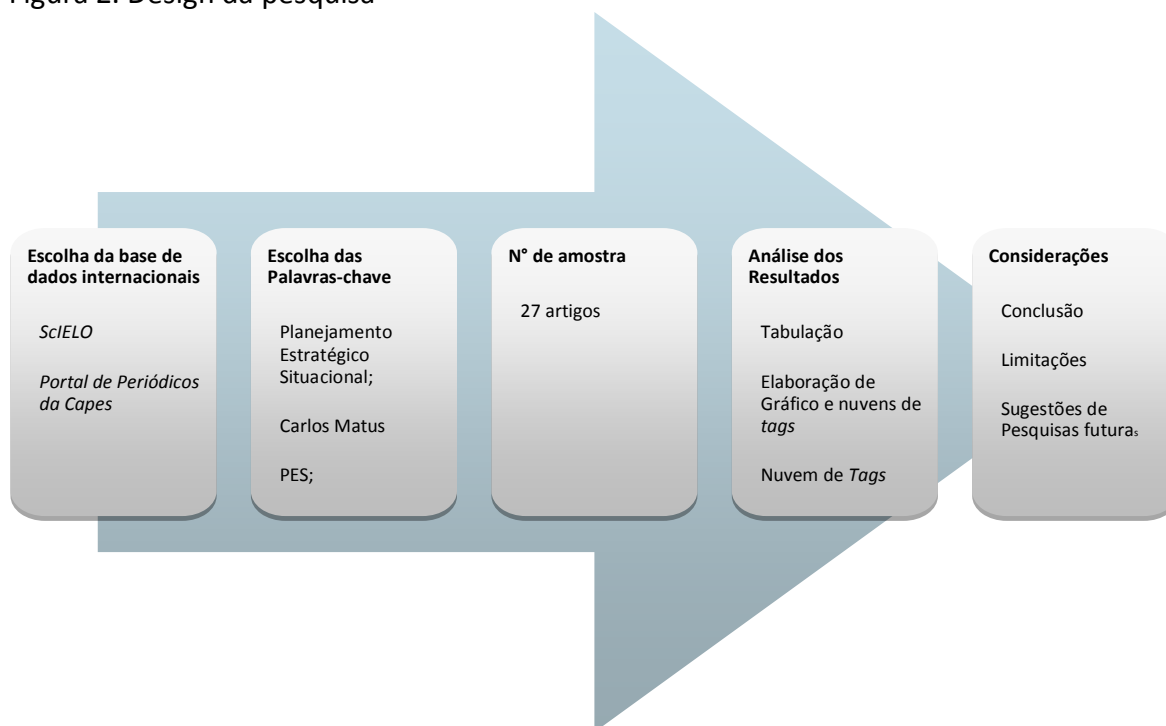 Figura 2: Design da pesquisa
Escolha da base de
dados internacionais
ScIELO
Portal de Periódicos
da Capes
Escolha das
Palavras-chave
Planejamento
Estratégico
Situacional;
Carlos Matus
PES;
N° de amostra
27 artigos
Análise dos
Resultados
Tabulação
Elaboração de
Gráfico e nuvens de
tags
Nuvem de Tags
Considerações
Conclusão
Limitações
Sugestões de
Pesquisas futuras